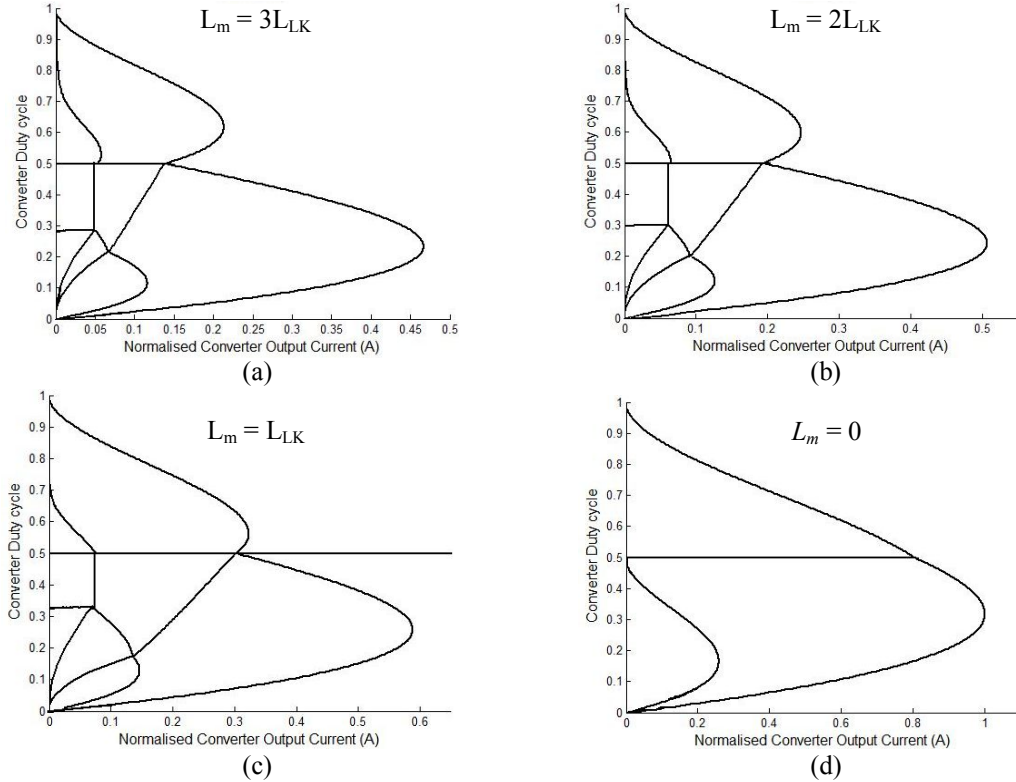 L_m = 3L_LK
1
0.9
0.8
0.7
0.6
0.5
0.4
0.3
0.2
0.1
0
Converter Duty cycle
0 0.05 0.1 0.15 0.2 0.25 0.3 0.35 0.4 0.45 0.5
Normalised Converter Output Current (A)
(a)
L_m = 2L_LK
1
0.9
0.8
0.7
0.6
0.5
0.4
0.3
0.2
0.1
0
Converter Duty cycle
0 0.1 0.2 0.3 0.4 0.5
Normalised Converter Output Current (A)
(b)
L_m = L_LK
1
0.9
0.8
0.7
0.6
0.5
0.4
0.3
0.2
0.1
0
Converter Duty cycle
0 0.1 0.2 0.3 0.4 0.5 0.6
Normalised Converter Output Current (A)
(c)
L_m = 0
1
0.9
0.8
0.7
0.6
0.5
0.4
0.3
0.2
0.1
0
Converter Duty cycle
0 0.2 0.4 0.6 0.8 1
Normalised Converter Output Current (A)
(d)